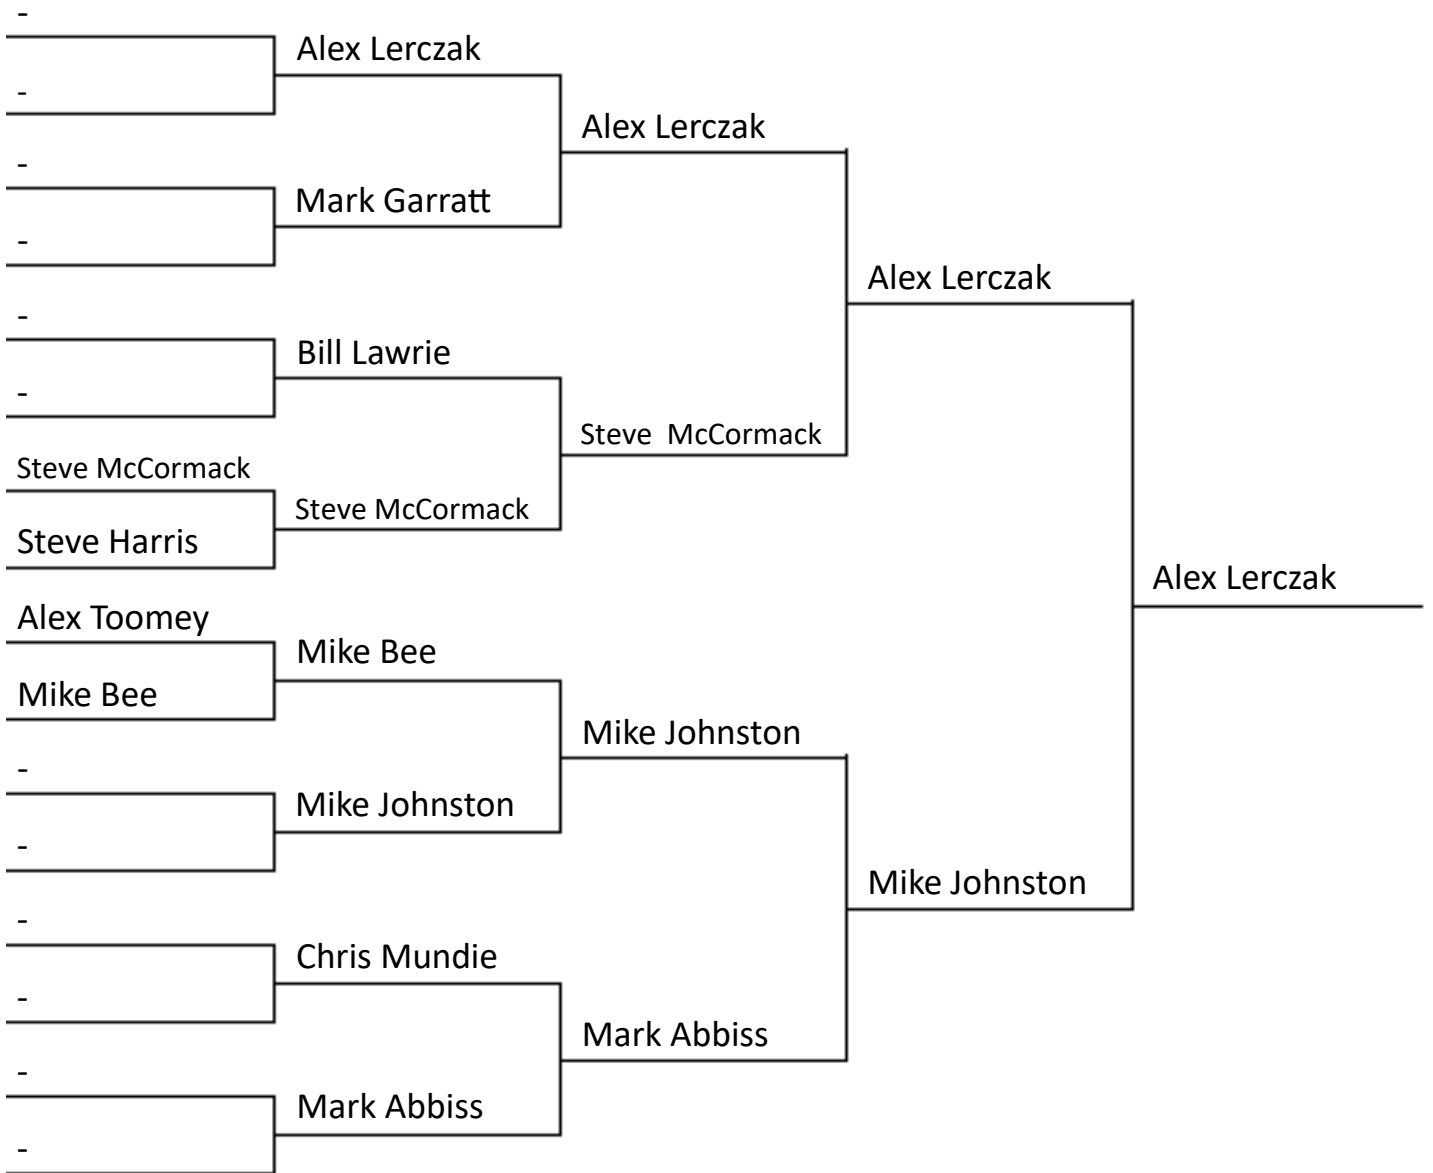 -
Alex Lerczak
-
Alex Lerczak
-
Mark Garratt
-
Alex Lerczak
-
Bill Lawrie
-
Steve  McCormack
Steve McCormack
Steve McCormack
Steve Harris
Alex Lerczak
Alex Toomey
Mike Bee
Mike Bee
Mike Johnston
-
Mike Johnston
-
Mike Johnston
-
Chris Mundie
-
Mark Abbiss
-
Mark Abbiss
-